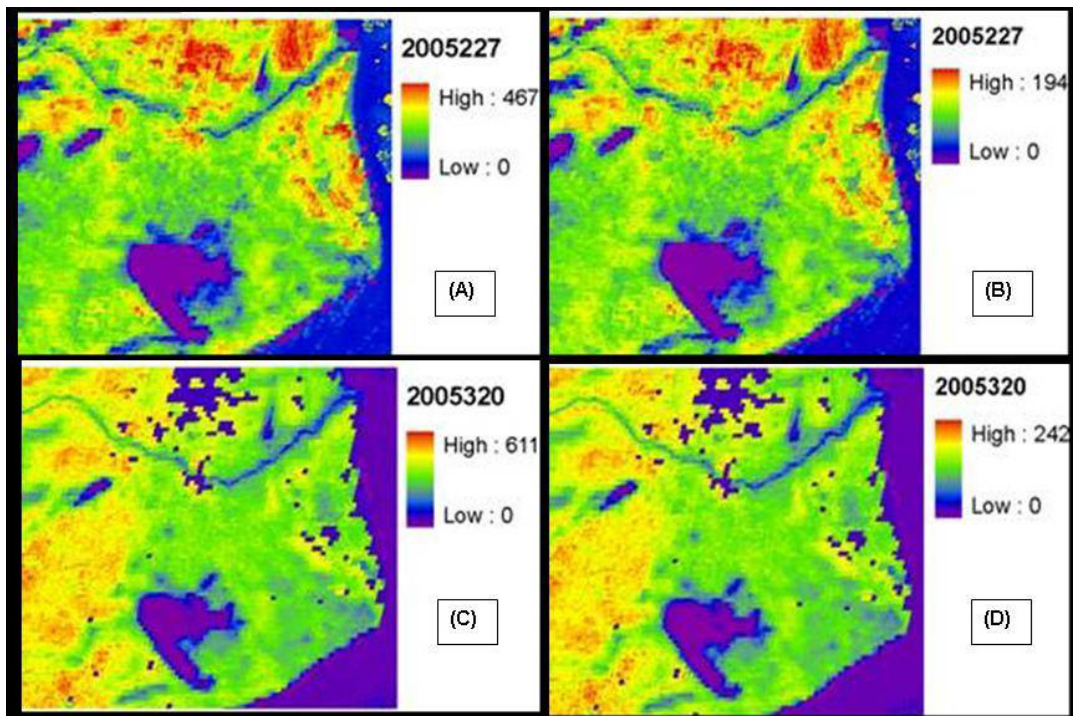 2005227
High : 467
Low : 0
(A)
2005227
High : 194
Low : 0
(B)
2005320
High : 611
Low : 0
(C)
2005320
High : 242
Low : 0
(D)